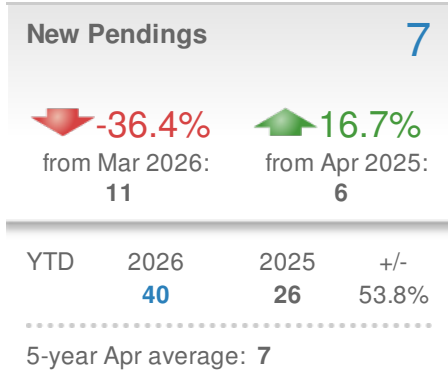 New Pendings 7
-36.4% 16.7%
from Mar 2026: from Apr 2025:
11 6
YTD 2026 2025 +/-
40 26 53.8%
5-year Apr average: 7